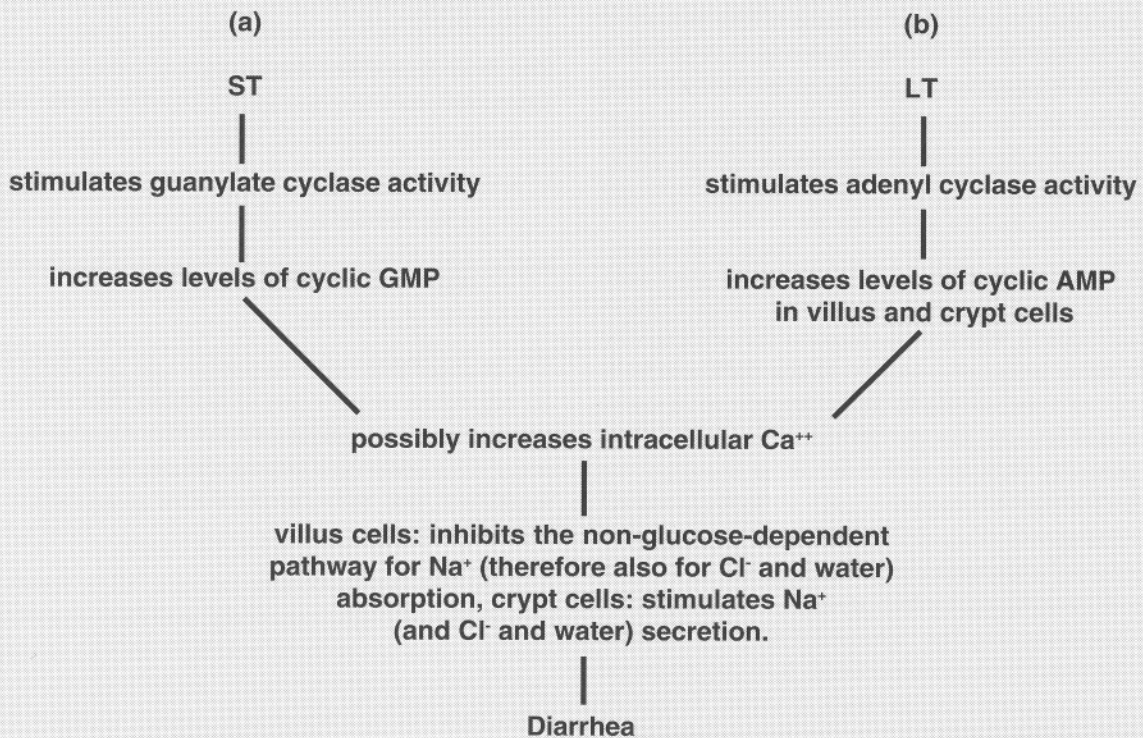 (a)
(b)
ST
LT
stimulates guanylate cyclase activity
stimulates adenyl cyclase activity
increases levels of cyclic GMP
increases levels of cyclic AMP
in villus and crypt cells
possibly increases intracellular Ca⁺⁺
villus cells: inhibits the non-glucose-dependent
pathway for Na⁺ (therefore also for Cl⁻ and water)
absorption, crypt cells: stimulates Na⁺
(and Cl⁻ and water) secretion.
Diarrhea